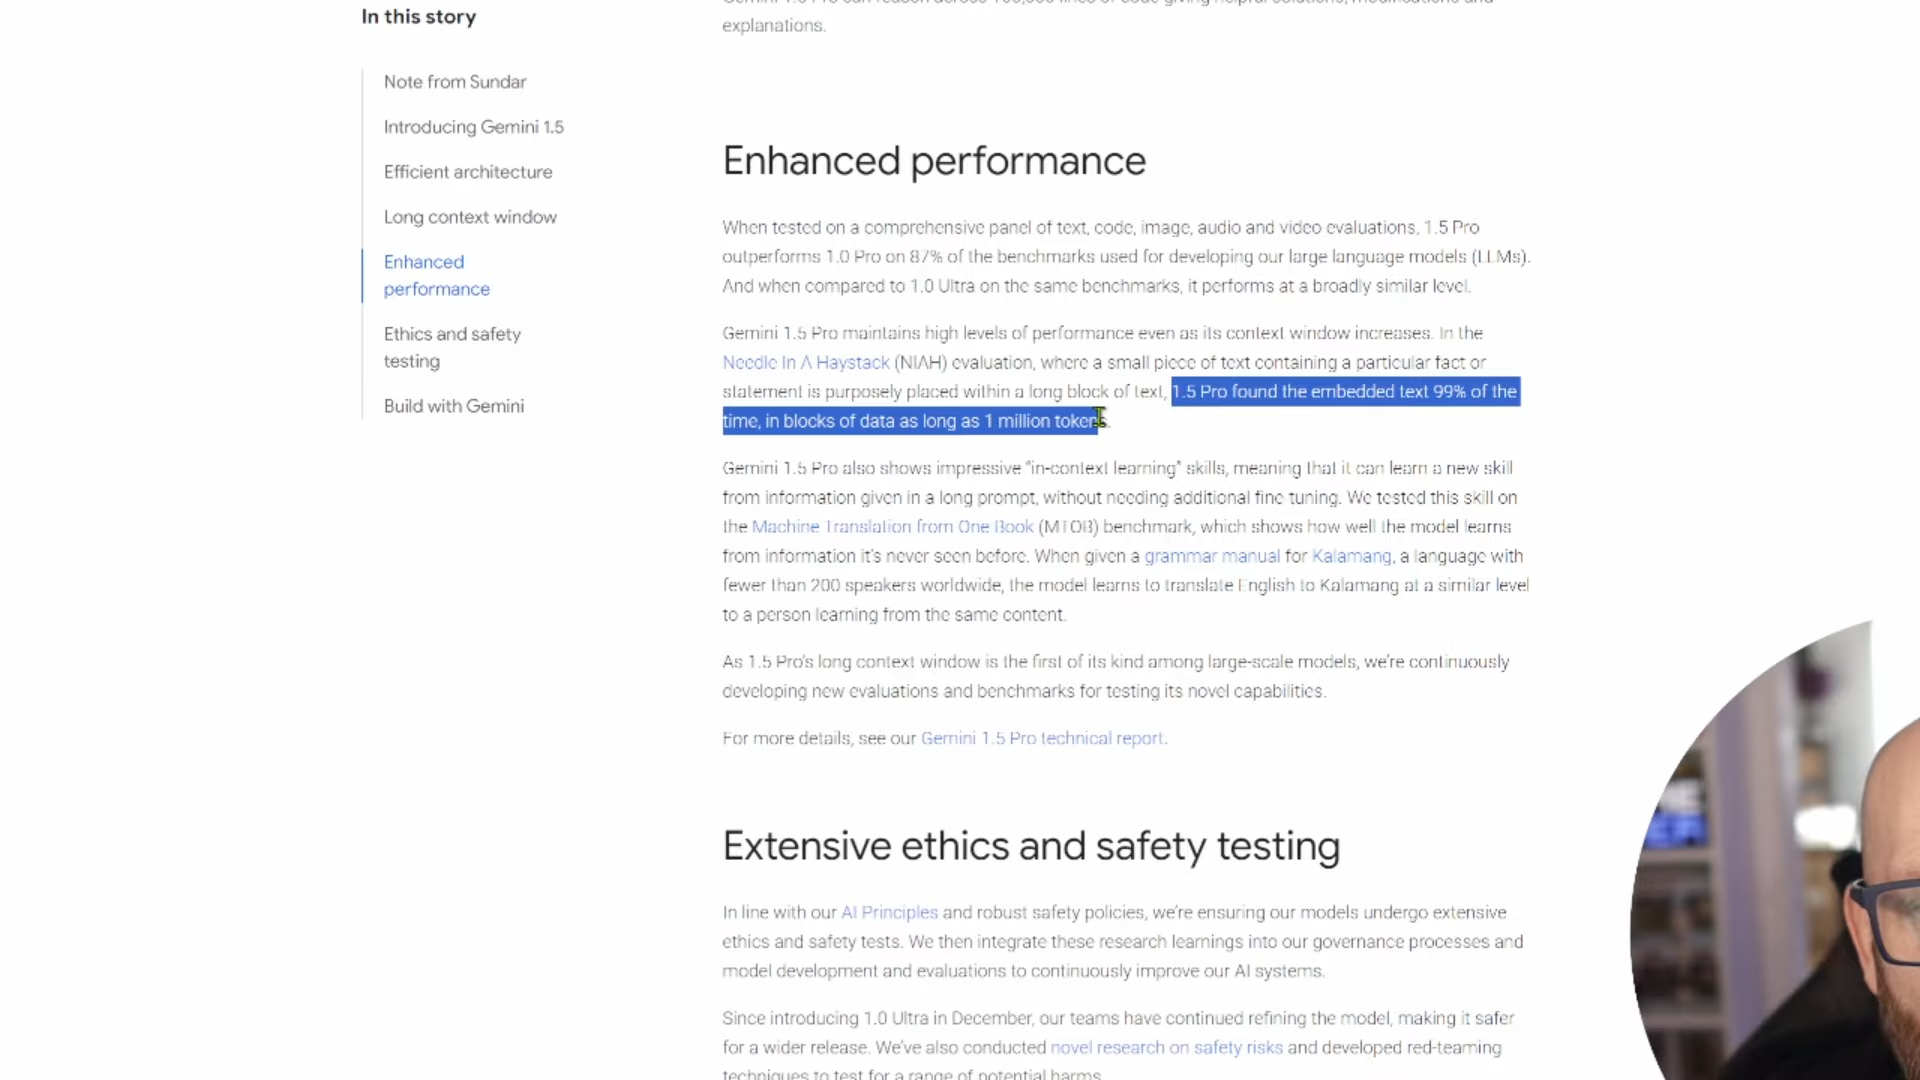 In this story
Note from Sundar
Introducing Gemini 1.5
Efficient architecture
Long context window
Enhanced
performance
Ethics and safety
testing
Build with Gemini
explanations.
Enhanced performance
When tested on a comprehensive panel of text, code, image, audio and video evaluations, 1.5 Pro
outperforms 1.0 Pro on 87% of the benchmarks used for developing our large language models (LLMs).
And when compared to 1.0 Ultra on the same benchmarks, it performs at a broadly similar level.
Gemini 1.5 Pro maintains high levels of performance even as its context window increases. In the
Needle In A Haystack (NIAH) evaluation, where a small piece of text containing a particular fact or
statement is purposely placed within a long block of text, 1.5 Pro found the embedded text 99% of the
time, in blocks of data as long as 1 million tokens.
Gemini 1.5 Pro also shows impressive "in-context learning" skills, meaning that it can learn a new skill
from information given in a long prompt, without needing additional fine tuning. We tested this skill on
the Machine Translation from One Book (MTOB) benchmark, which shows how well the model learns
from information it's never seen before. When given a grammar manual for Kalamang, a language with
fewer than 200 speakers worldwide, the model learns to translate English to Kalamang at a similar level
to a person learning from the same content.
As 1.5 Pro's long context window is the first of its kind among large-scale models, we're continuously
developing new evaluations and benchmarks for testing its novel capabilities.
For more details, see our Gemini 1.5 Pro technical report.
Extensive ethics and safety testing
In line with our AI Principles and robust safety policies, we're ensuring our models undergo extensive
ethics and safety tests. We then integrate these research learnings into our governance processes and
model development and evaluations to continuously improve our AI systems.
Since introducing 1.0 Ultra in December, our teams have continued refining the model, making it safer
for a wider release. We've also conducted novel research on safety risks and developed red-teaming
techniques to test for a range of potential harms.